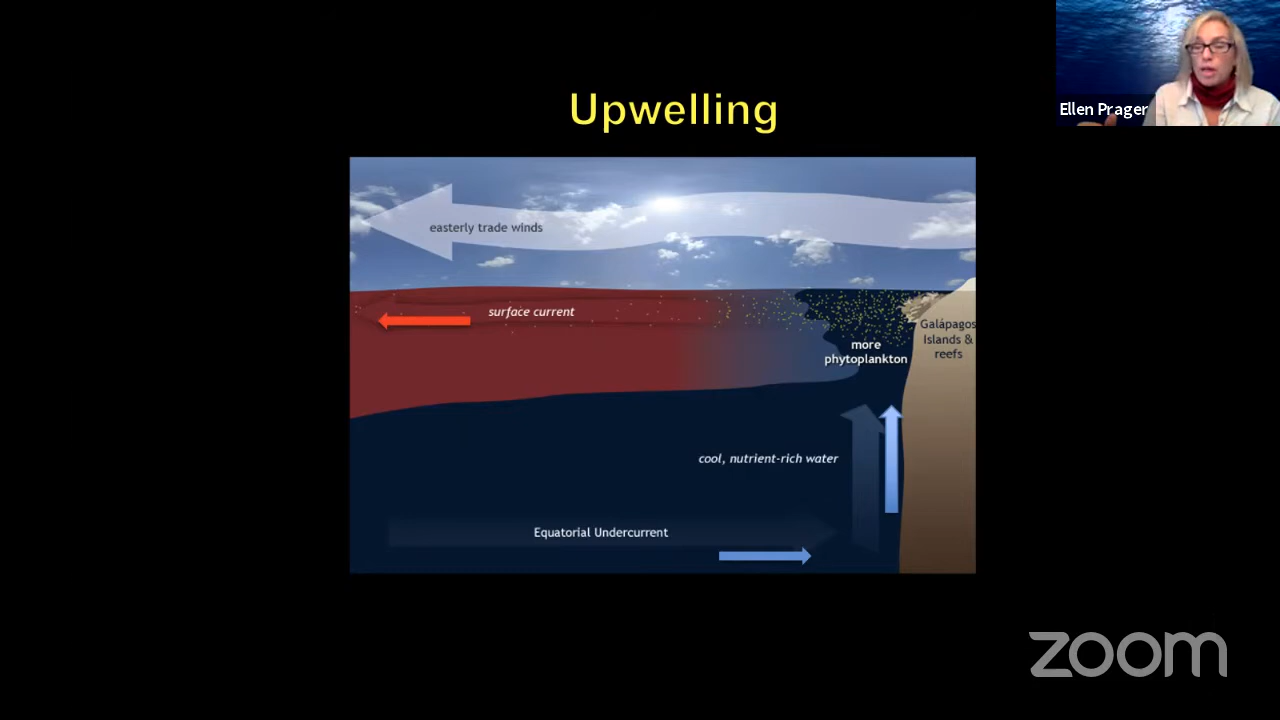 Ellen Prager
Upwelling
easterly trade winds
surface current
Galápagos
Islands &
reefs
more
phytoplankton
cool, nutrient-rich water
Equatorial Undercurrent
zoom